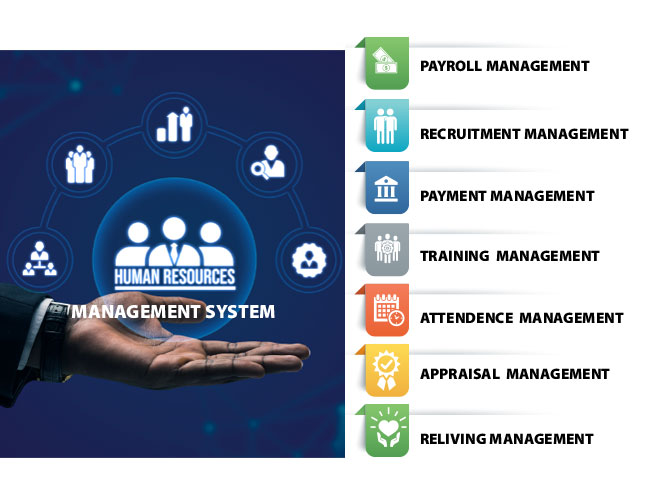 HUMAN RESOURCES
MANAGEMENT SYSTEM
PAYROLL MANAGEMENT
RECRUITMENT MANAGEMENT
PAYMENT MANAGEMENT
TRAINING MANAGEMENT
ATTENDENCE MANAGEMENT
APPRAISAL MANAGEMENT
RELIVING MANAGEMENT